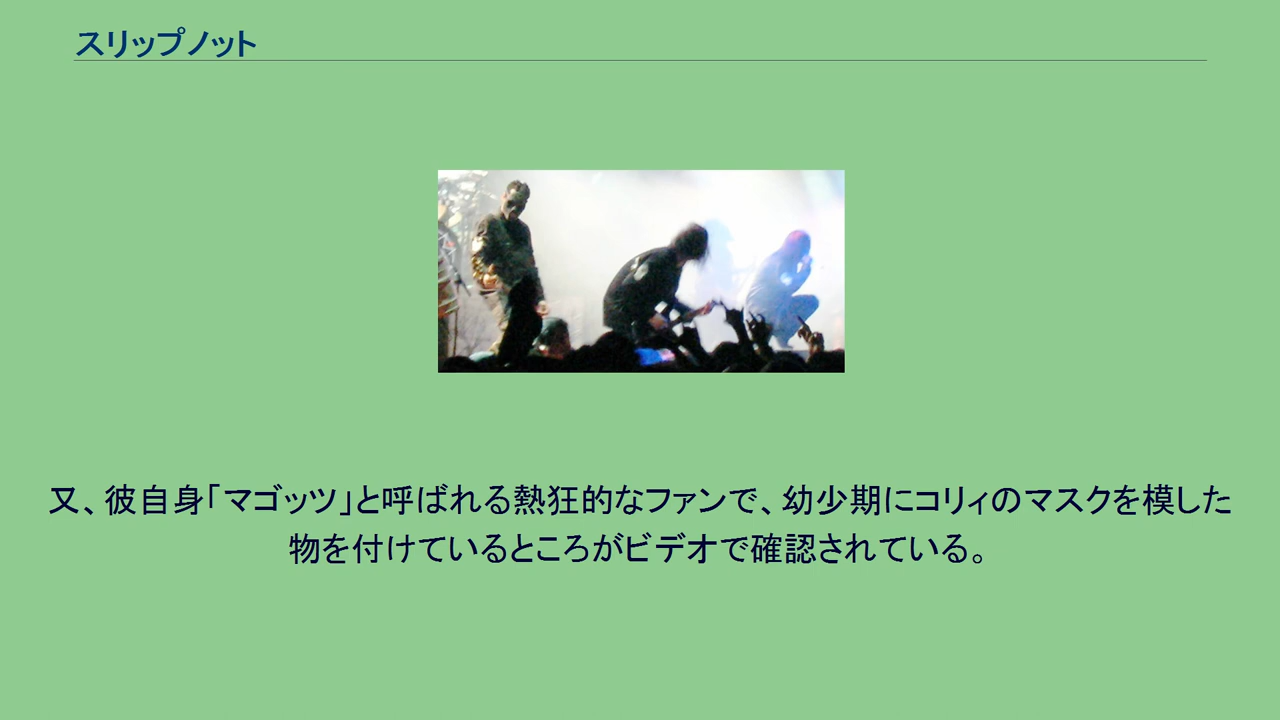 スリップノット
又、彼自身「マゴッツ」と呼ばれる熱狂的なファンで、幼少期にコリィのマスクを模した
物を付けているところがビデオで確認されている。